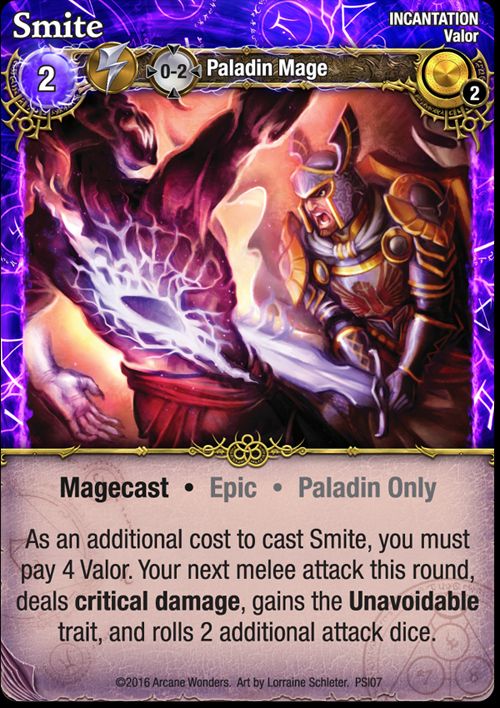 Smite
INCANTATION
Valor
2
0-2
Paladin Mage
2
Magecast • Epic • Paladin Only
As an additional cost to cast Smite, you must
pay 4 Valor. Your next melee attack this round,
deals critical damage, gains the Unavoidable
trait, and rolls 2 additional attack dice.
©2016 Arcane Wonders. Art by Lorraine Schleter. PSI07